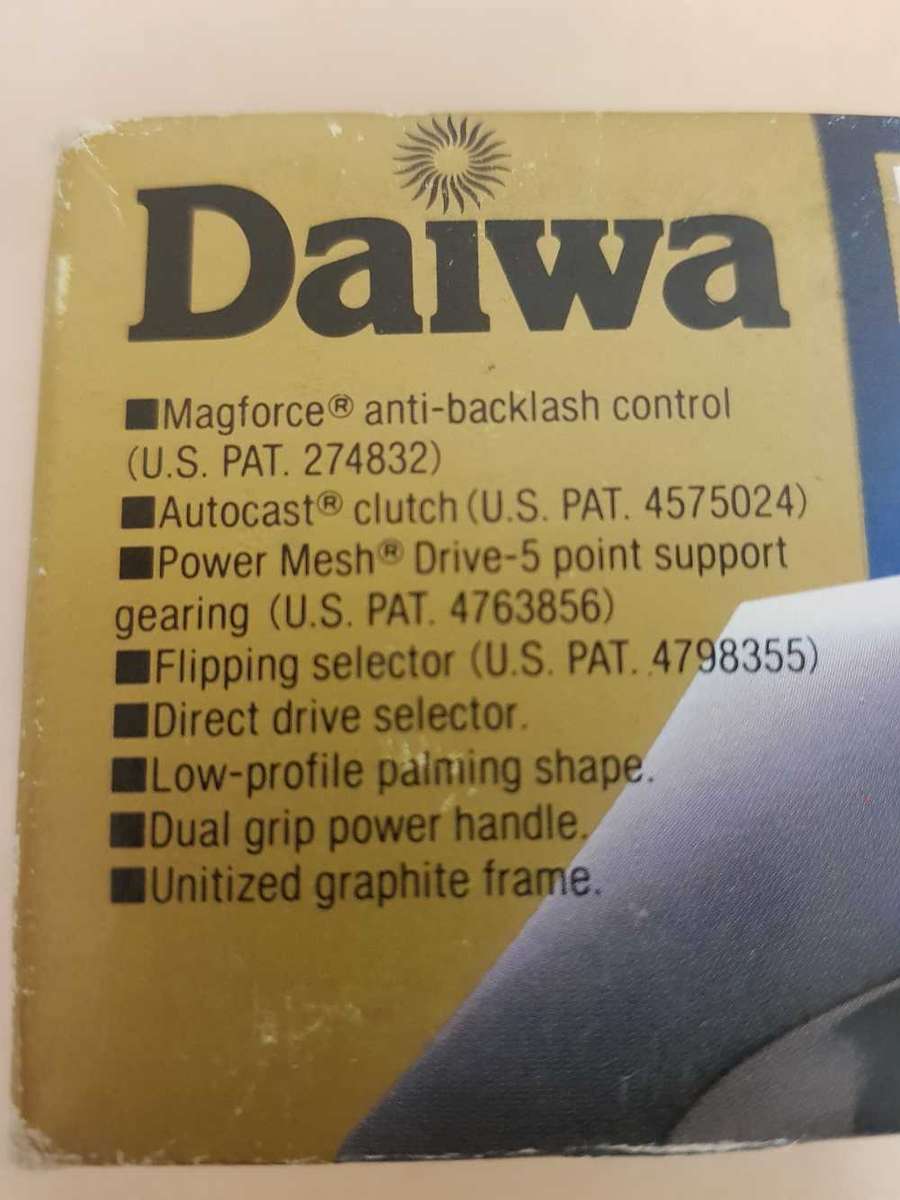 Daiwa
■Magforce® anti-backlash control
(U.S. PAT. 274832)
■Autocast® clutch (U.S. PAT. 4575024)
■Power Mesh® Drive-5 point support
gearing (U.S. PAT. 4763856)
■Flipping selector (U.S. PAT. 4798355)
■Direct drive selector.
■Low-profile palming shape.
■Dual grip power handle.
■Unitized graphite frame.